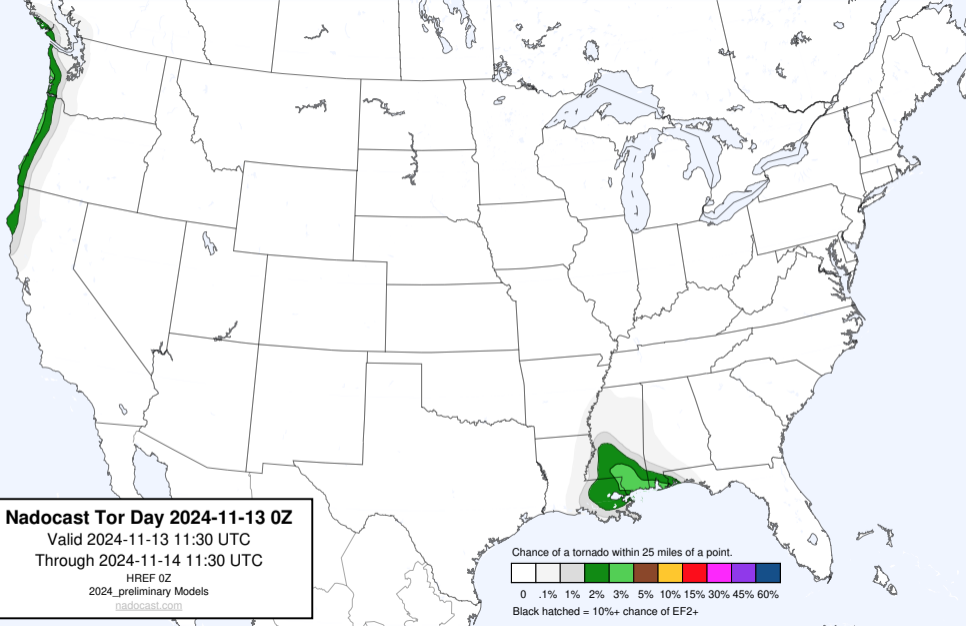 Nadocast Tor Day 2024-11-13 0Z
Valid 2024-11-13 11:30 UTC
Through 2024-11-14 11:30 UTC
HREF 0Z
2024_preliminary Models
nadocast.com
Chance of a tornado within 25 miles of a point.
0 .1% 1% 2% 3% 5% 10% 15% 30% 45% 60%
Black hatched = 10%+ chance of EF2+